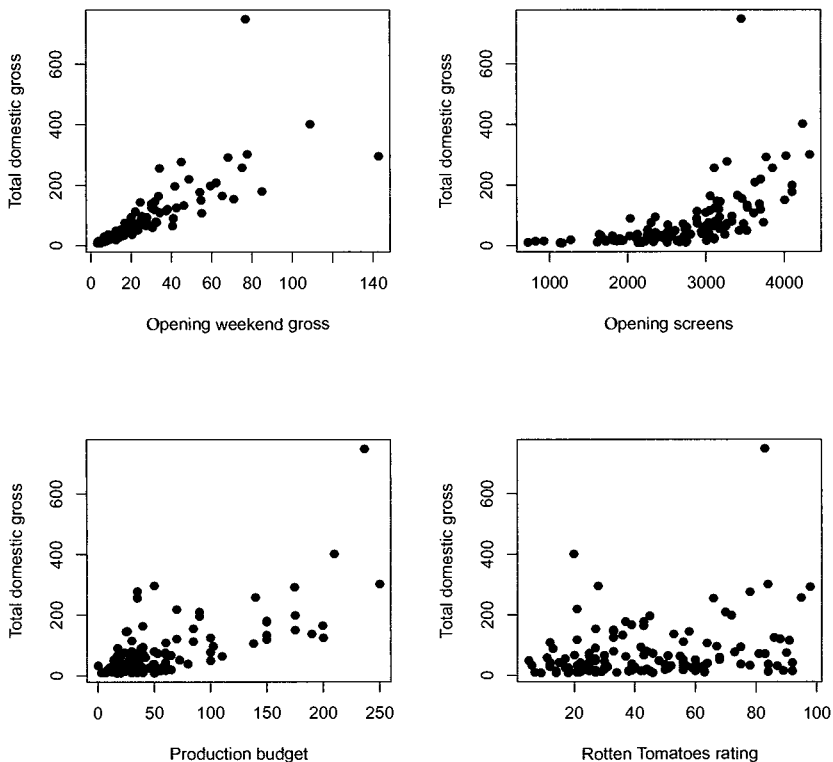 Total domestic gross
600
400
200
0
0 20 40 60 80 100 140
Opening weekend gross
Total domestic gross
600
400
200
0
1000 2000 3000 4000
Opening screens
Total domestic gross
600
400
200
0
0 50 100 150 200 250
Production budget
Total domestic gross
600
400
200
0
20 40 60 80 100
Rotten Tomatoes rating